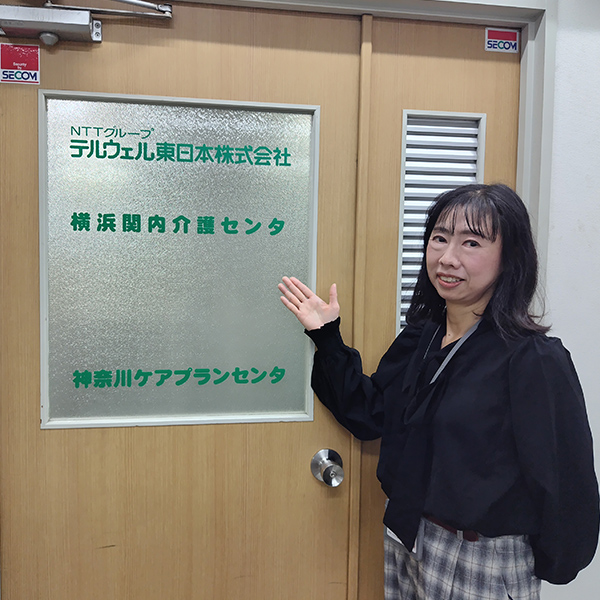 Security by
SECOM
SECOM
NTTグループ
テルウェル東日本株式会社
横浜関内介護センタ
神奈川ケアプランセンタ